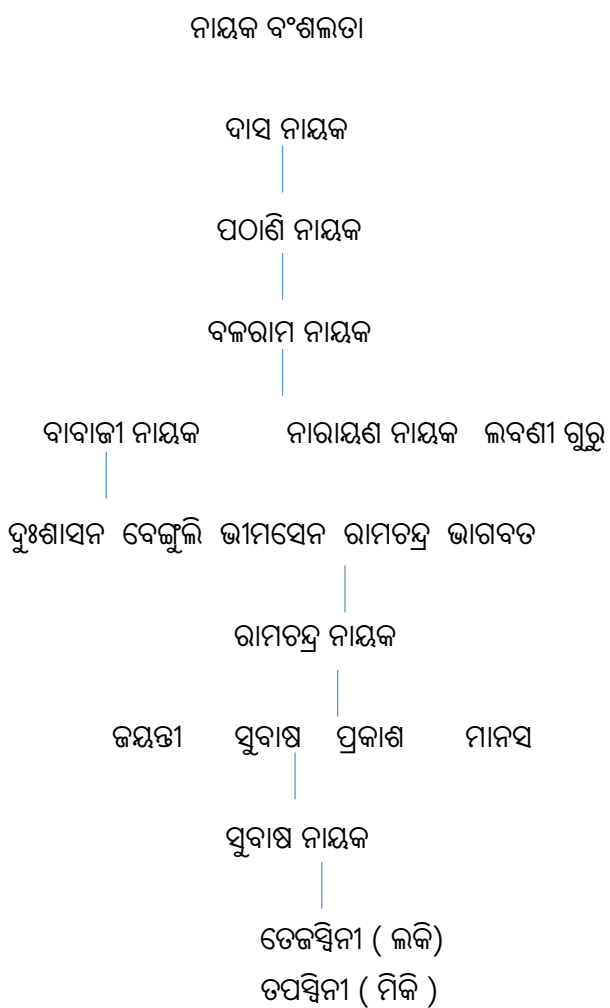 ନାୟକ ବଂଶଲତା
ଦାସ ନାୟକ
ପଠାଣି ନାୟକ
ବଳରାମ ନାୟକ
ବାବାଜୀ ନାୟକ ନାରାୟଣ ନାୟକ ଲବଣୀ ଗୁରୁ
ଦୁଃଶାସନ ବେଙ୍ଗୁଲି ଭୀମସେନ ରାମଚନ୍ଦ୍ର ଭାଗବତ
ରାମଚନ୍ଦ୍ର ନାୟକ
ଜୟନ୍ତୀ ସୁବାଷ ପ୍ରକାଶ ମାନସ
ସୁବାଷ ନାୟକ
ତେଜସ୍ୱିନୀ ( ଲକି)
ତପସ୍ୱିନୀ ( ମିକି )